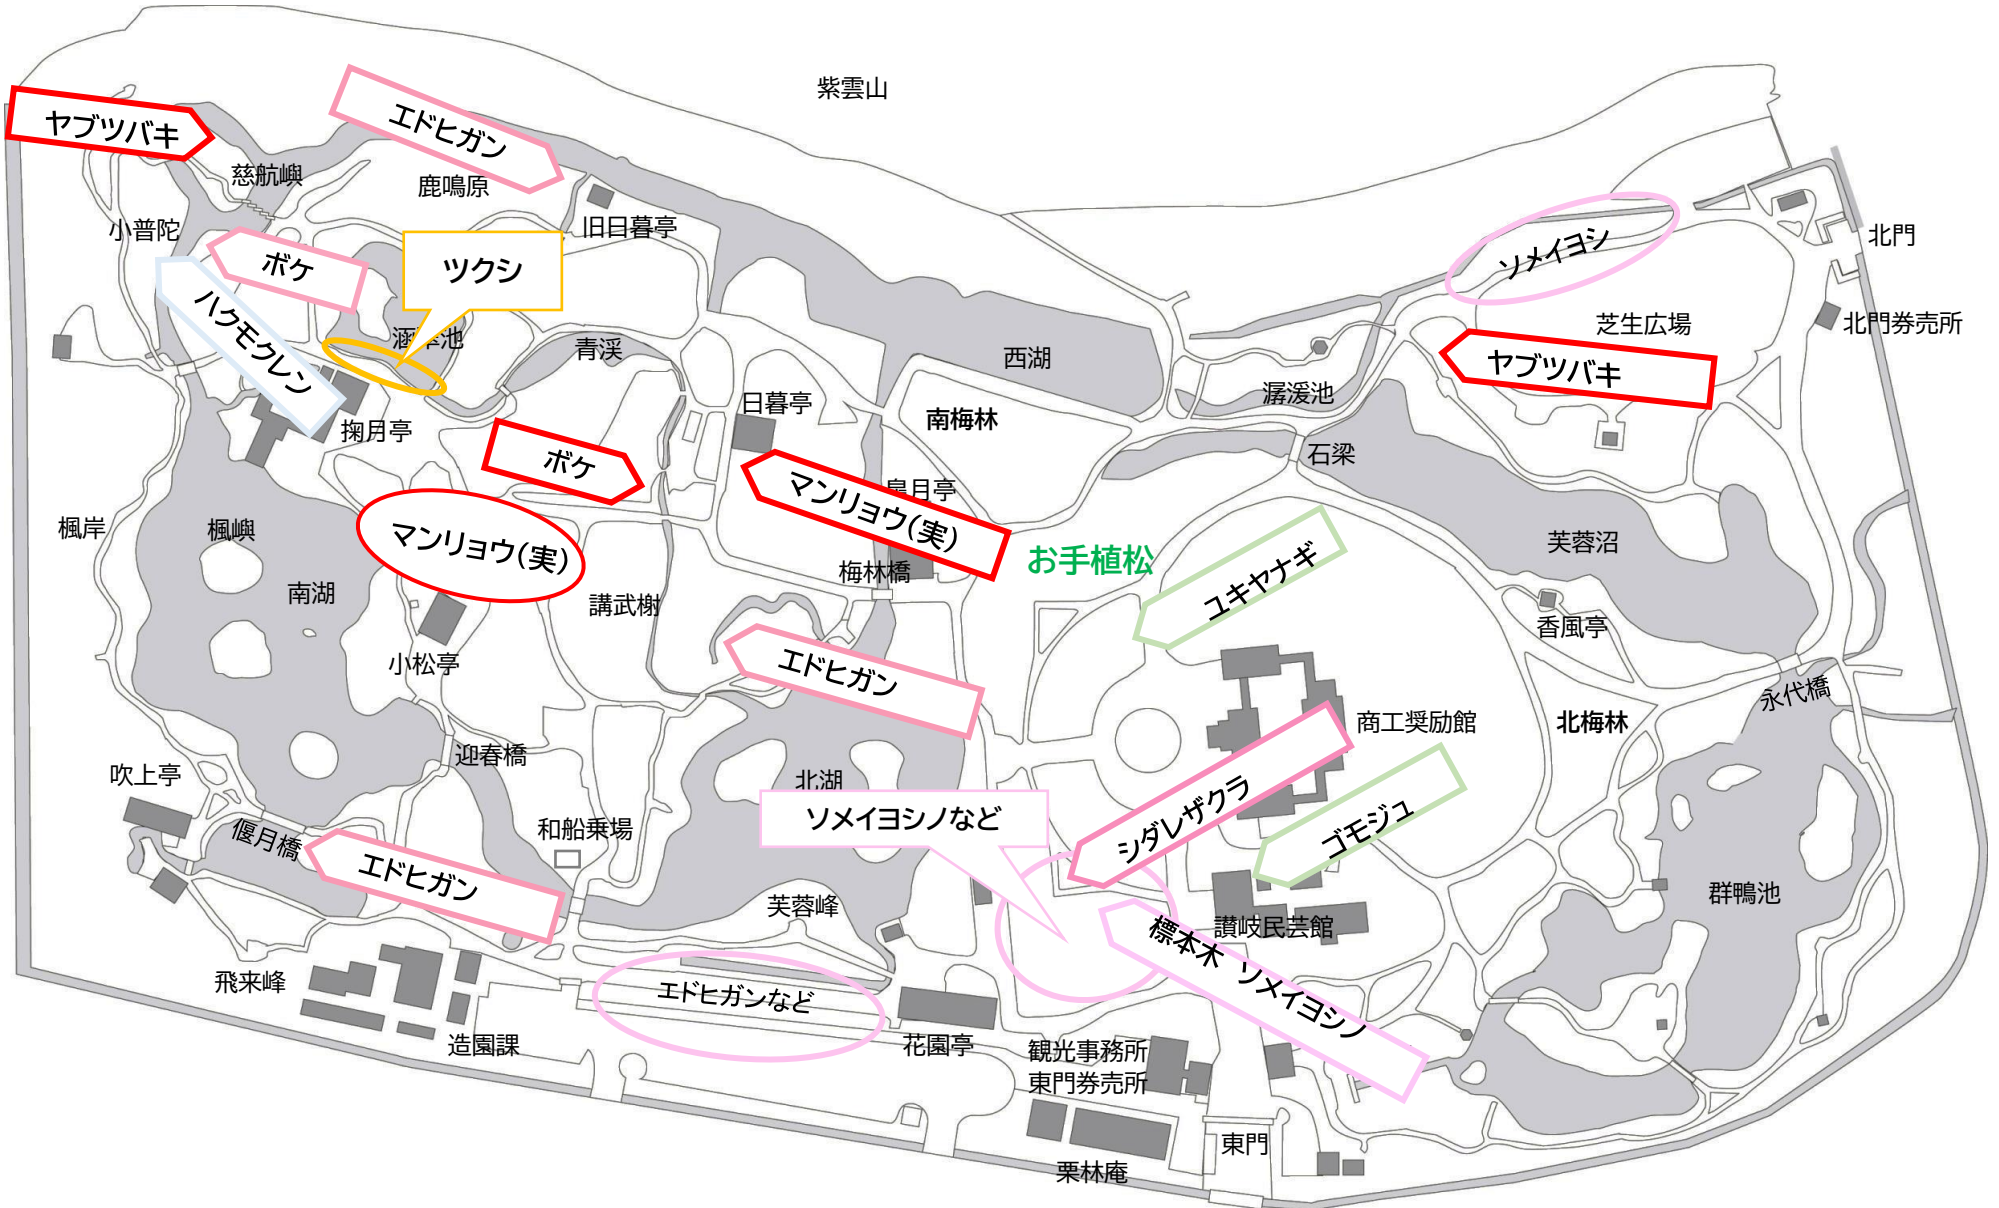 紫雲山
エドヒガン
ヤブツバキ
慈航嶼
鹿鳴原
小普陀
旧日暮亭
ソメイヨシ
北門
ボケ
ツクシ
ハクモクレン
青渓
西湖
芝生広場
北門券売所
ヤブツバキ
潺湲池
日暮亭
南梅林
掬月亭
石梁
ボケ
マンリョウ(実)
皐月亭
楓岸
楓嶼
マンリョウ(実)
お手植松
ユキヤナギ
芙蓉沼
梅林橋
南湖
講武榭
香風亭
小松亭
エドヒガン
永代橋
商工奨励館
北梅林
迎春橋
吹上亭
北湖
ソメイヨシノなど
シダレザクラ
ゴモジュ
和船乗場
偃月橋
エドヒガン
芙蓉峰
群鴨池
讃岐民芸館
標本木 ソメイヨシノ
飛来峰
エドヒガンなど
造園課
花園亭
観光事務所
東門券売所
東門
栗林庵